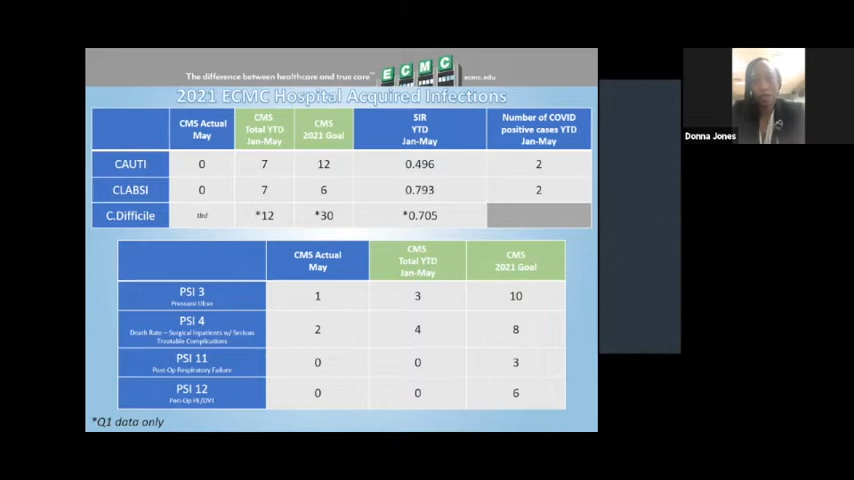 The difference between healthcare and true care™
ECMC
ecmc.edu
2021 ECMC Hospital Acquired Infections
CMS Actual May
CMS Total YTD Jan-May
CMS 2021 Goal
SIR YTD Jan-May
Number of COVID positive cases YTD Jan-May
CAUTI 0 7 12 0.496 2
CLABSI 0 7 6 0.793 2
C.Difficile tbd *12 *30 *0.705
CMS Actual May
CMS Total YTD Jan-May
CMS 2021 Goal
PSI 3 1 3 10
Pressure Ulcer
PSI 4 2 4 8
Death Rate – Surgical Inpatients w/ Serious
Treatable Complications
PSI 11 0 0 3
Post-Op Respiratory Failure
PSI 12 0 0 6
Peri-Op PE/DVT
*Q1 data only
Donna Jones